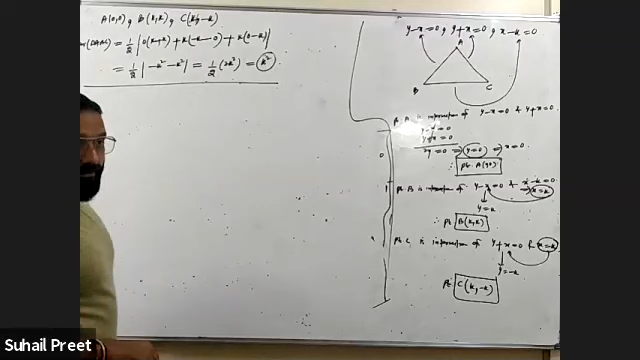 A(0,0), B(k,k), C(k,-k)
(ΔABC) = 1/2 | 0(k+k) + k(-k-0) + k(0-k) |
= 1/2 | -k² - k² | = 1/2 (2k²) = k²
y-x=0, y+x=0, x-k=0
A
B C
pt. A is intersection of y-x=0 & y+x=0
y-x=0
y+x=0
2y=0 ⇒ y=0 ⇒ x=0
∴ pt. A(0,0)
pt. B is intersection of y-x=0 & x-k=0
⇒ x=k
y=k
∴ pt B(k,k)
pt. C is intersection of y+x=0 & x=k
y=-k
pt. C(k,-k)
Suhail Preet